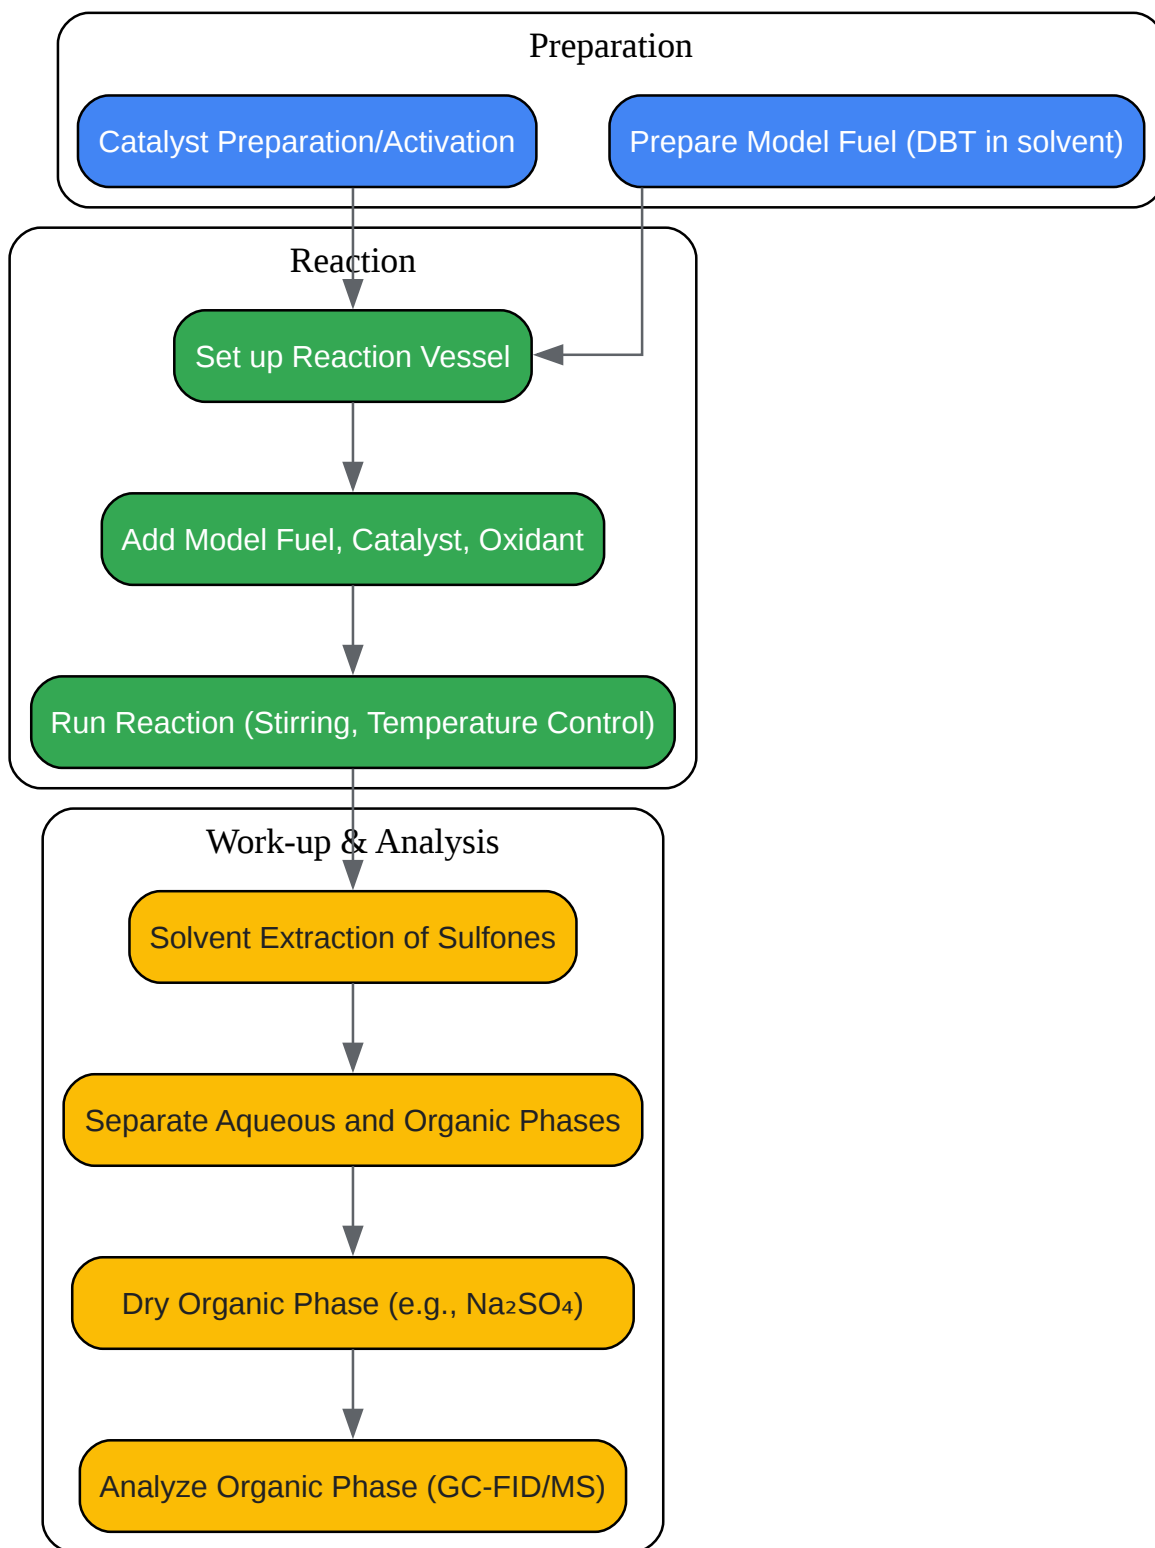 Preparation
Catalyst Preparation/Activation
Prepare Model Fuel (DBT in solvent)
Reaction
Set up Reaction Vessel
Add Model Fuel, Catalyst, Oxidant
Run Reaction (Stirring, Temperature Control)
Work-up & Analysis
Solvent Extraction of Sulfones
Separate Aqueous and Organic Phases
Dry Organic Phase (e.g., Na₂SO₄)
Analyze Organic Phase (GC-FID/MS)